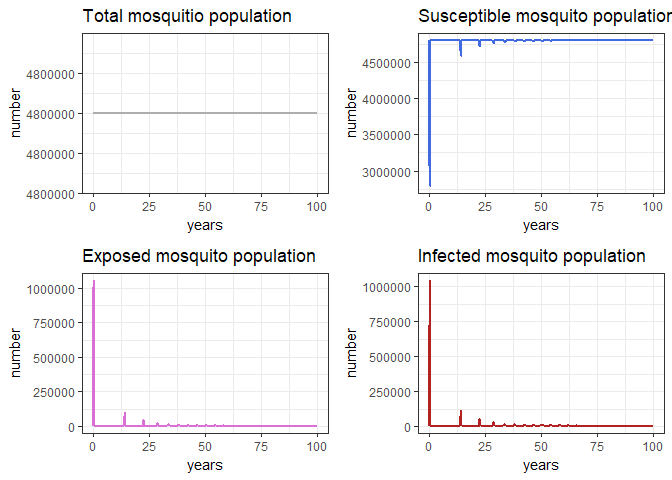 Total mosquitio population
number
4800000
4800000
4800000
4800000
0 25 50 75 100
years
Susceptible mosquito population
number
4500000
4000000
3500000
3000000
0 25 50 75 100
years
Exposed mosquito population
number
1000000
750000
500000
250000
0
0 25 50 75 100
years
Infected mosquito population
number
1000000
750000
500000
250000
0
0 25 50 75 100
years